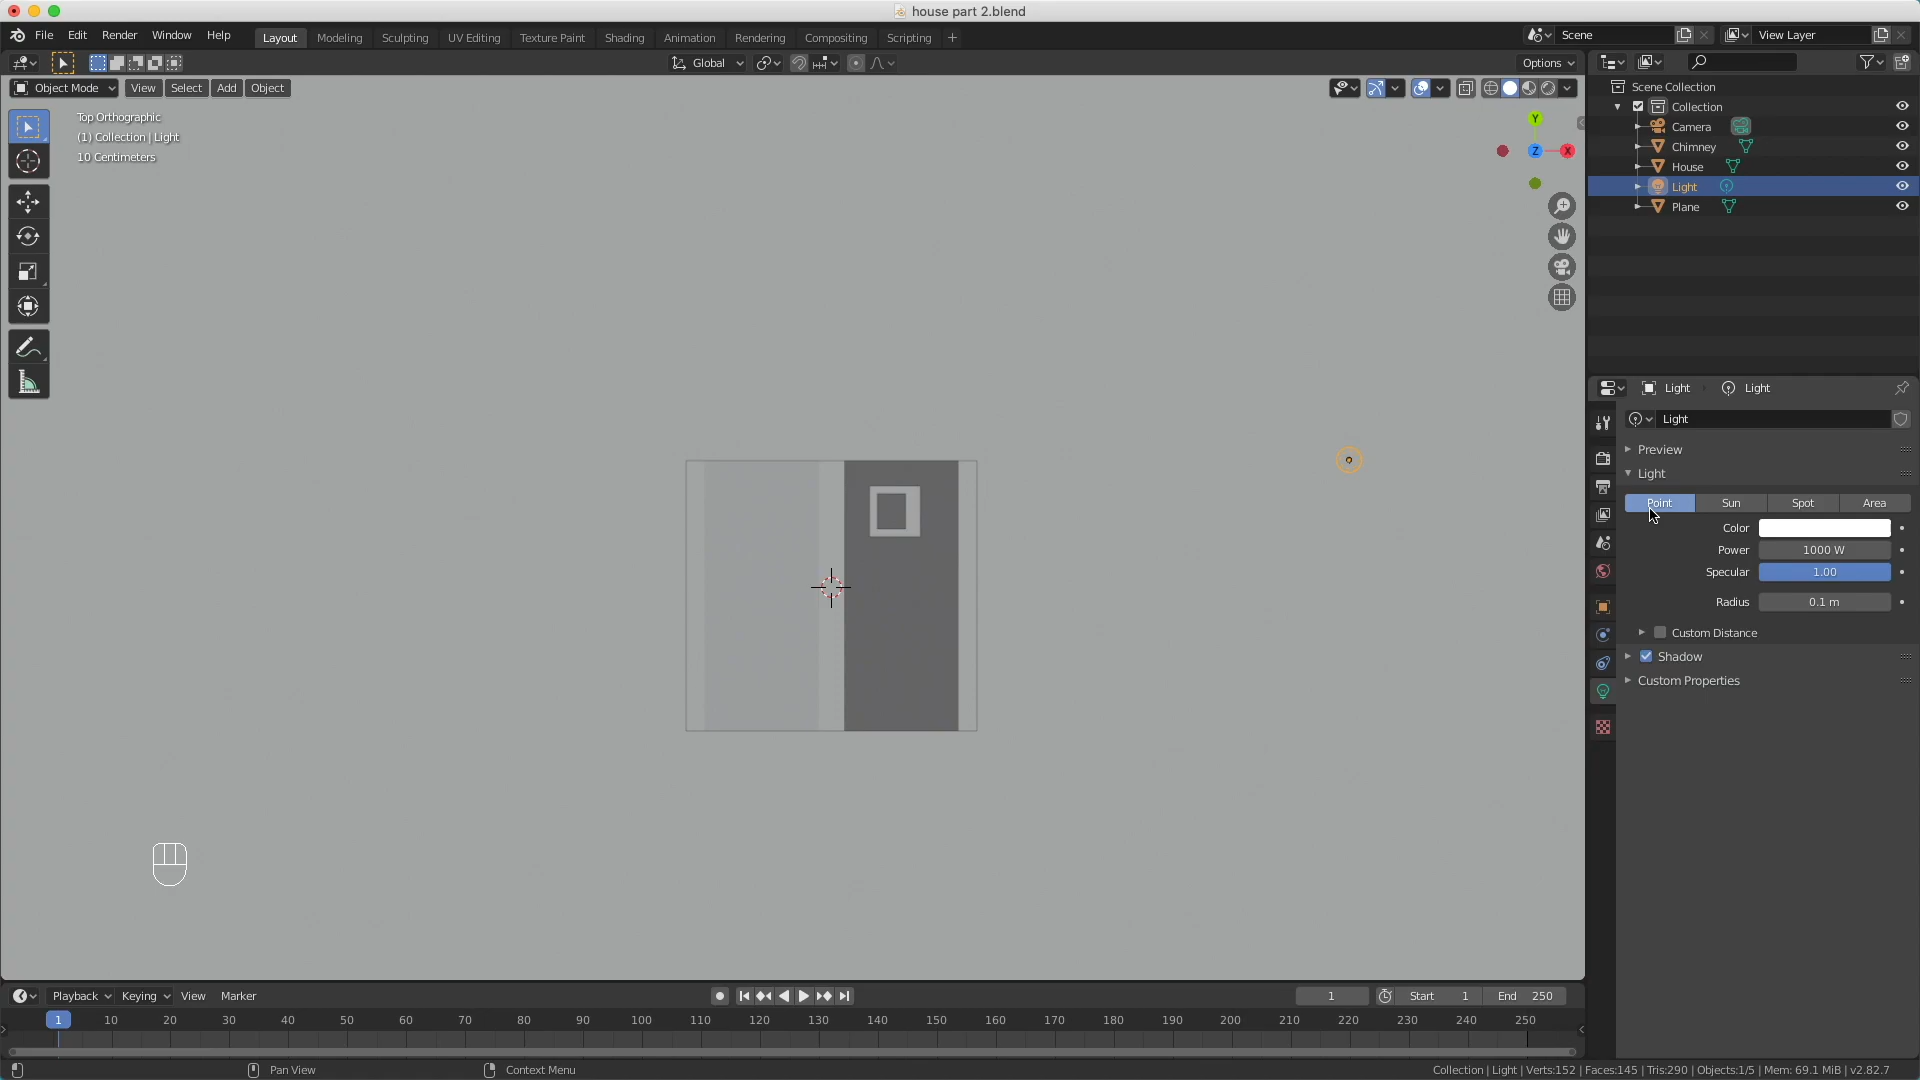 house part 2.blend
File Edit Render Window Help Layout Modeling Sculpting UV Editing Texture Paint Shading Animation Rendering Compositing Scripting + Scene View Layer
Global Options
Object Mode View Select Add Object
Top Orthographic
(1) Collection | Light
10 Centimeters
Y
Z X
Scene Collection
Collection
Camera
Chimney
House
Light
Plane
Light Light
Light
Preview
Light
Point Sun Spot Area
Color
Power 1000 W
Specular 1.00
Radius 0.1 m
Custom Distance
Shadow
Custom Properties
Playback Keying View Marker 1 Start 1 End 250
1 10 20 30 40 50 60 70 80 90 100 110 120 130 140 150 160 170 180 190 200 210 220 230 240 250
Pan View Context Menu Collection | Light | Verts:152 | Faces:145 | Tris:290 | Objects:1/5 | Mem: 69.1 MiB | v2.82.7